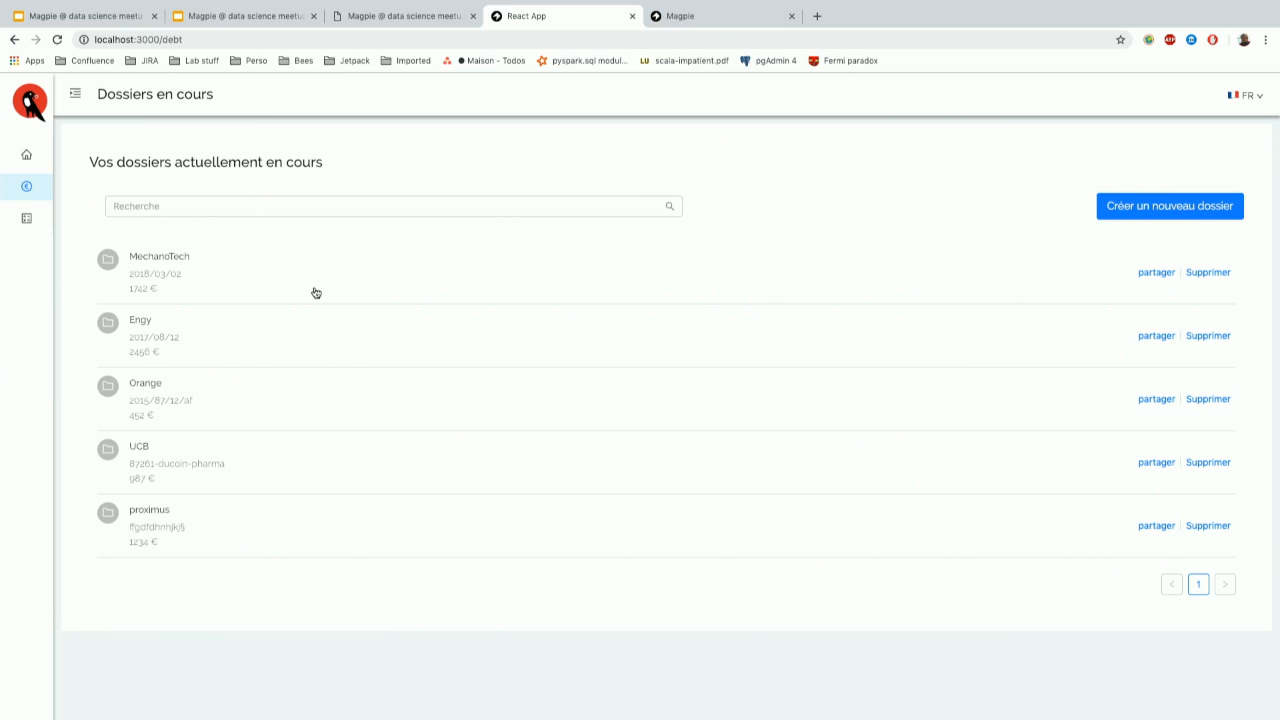 Magpie @ data science meetu
Magpie @ data science meetu
Magpie @ data science meetu
React App
Magpie
localhost:3000/debt
Apps
Confluence
JIRA
Lab stuff
Perso
Bees
Jetpack
Imported
Maison - Todos
pyspark.sql modul...
LU scala-impatient.pdf
pgAdmin 4
Fermi paradox
Dossiers en cours
FR
Vos dossiers actuellement en cours
Recherche
Créer un nouveau dossier
MechanoTech
2018/03/02
1742 €
partager | Supprimer
Engy
2017/08/12
2456 €
partager | Supprimer
Orange
2015/87/12/af
452 €
partager | Supprimer
UCB
87261-ducoin-pharma
987 €
partager | Supprimer
proximus
ffgdfdhnhjkj§
1234 €
partager | Supprimer
< 1 >